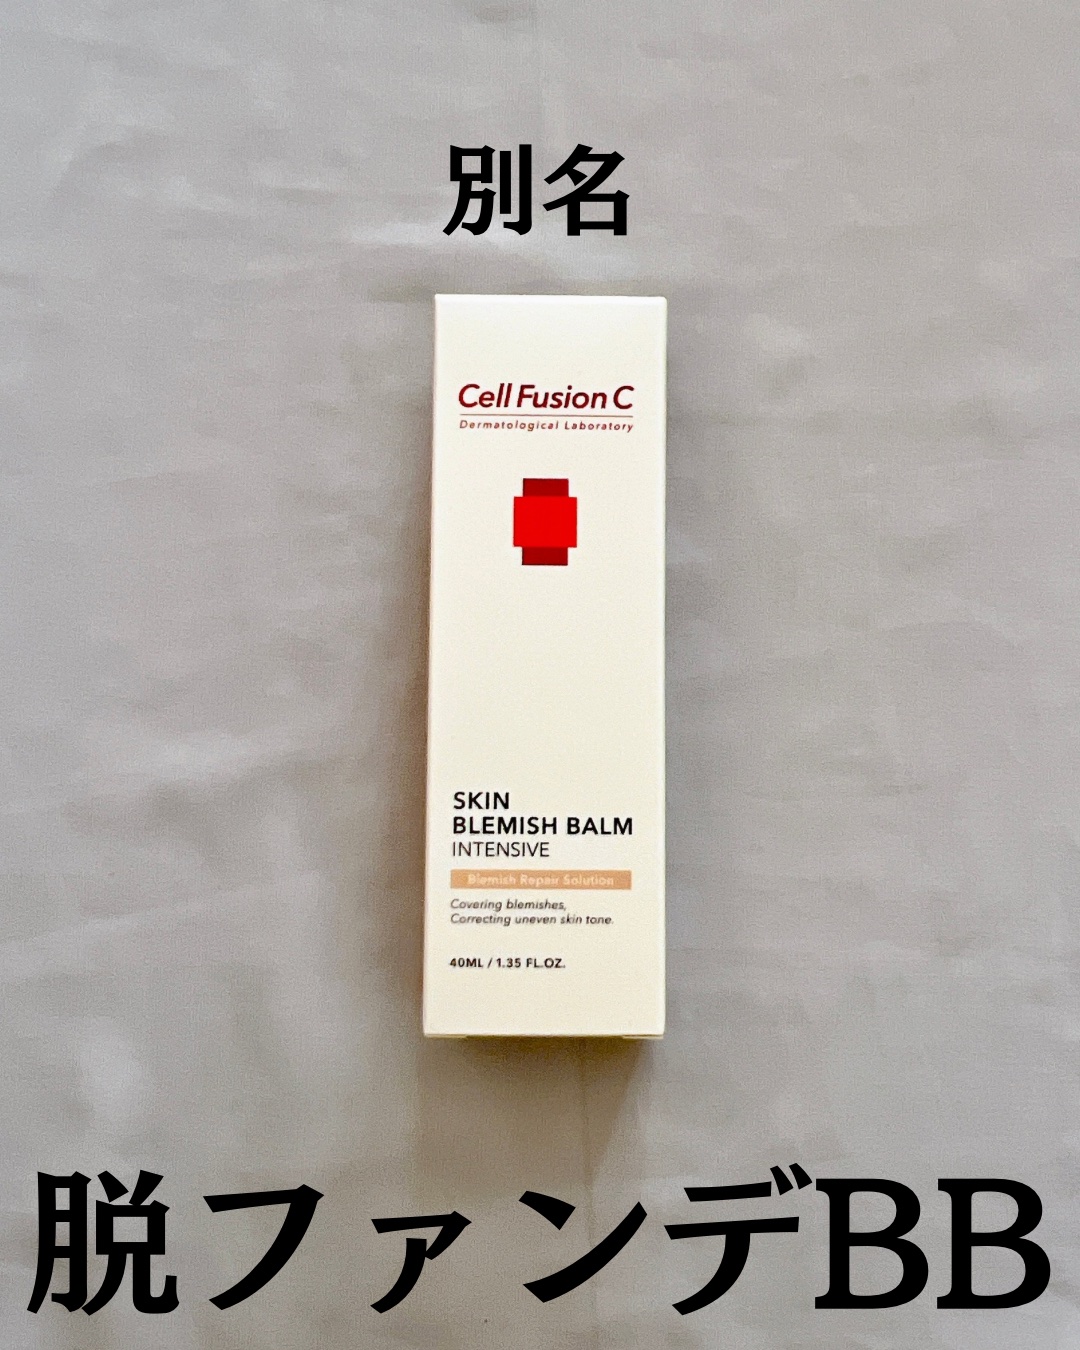 別名
Cell Fusion C
Dermatological Laboratory
SKIN
BLEMISH BALM
INTENSIVE
Blemish Repair Solution
Covering blemishes,
Correcting uneven skin tone.
40ML / 1.35 FL.OZ.
脱ファンデBB